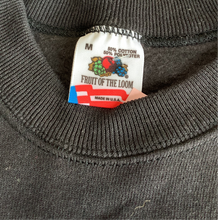 M
50% COTTON
50% POLYESTER
FRUIT OF THE LOOM
MADE IN U.S.A.